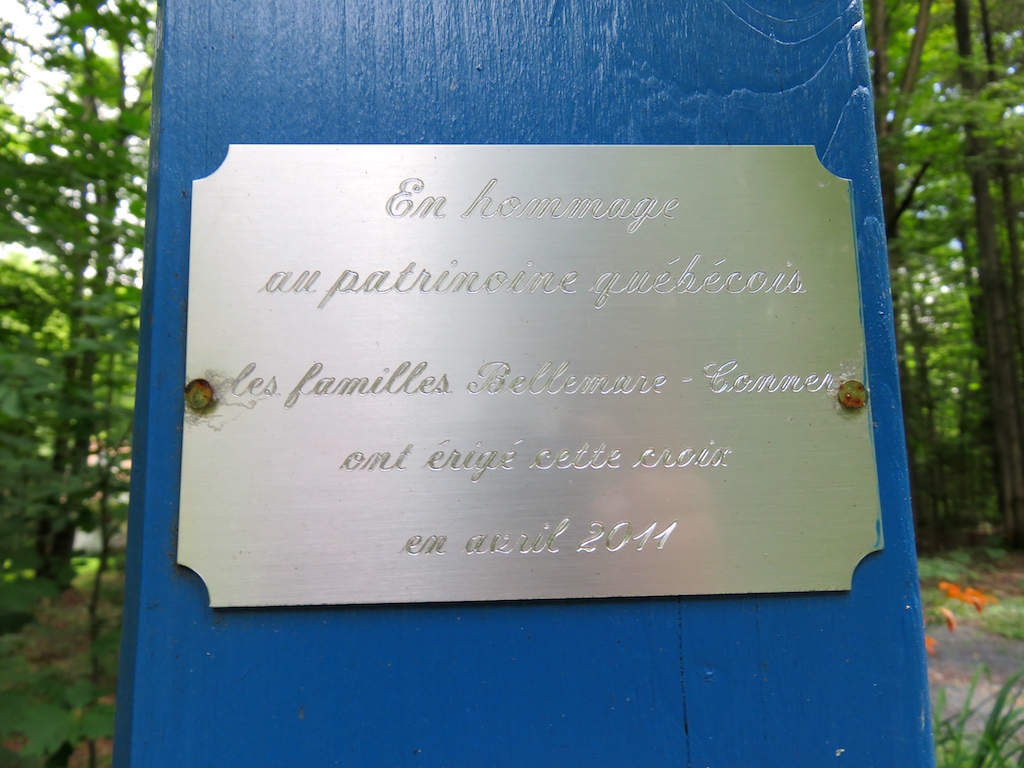 En hommage
au patrimoine québécois
les familles Bellemare - Conner
ont érigé cette croix
en avril 2011